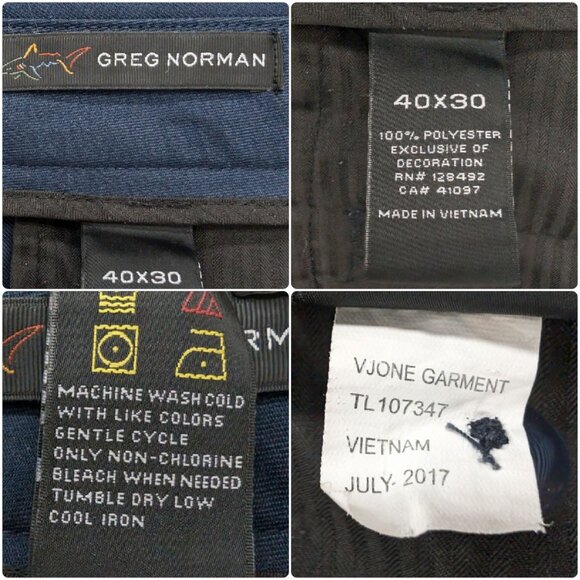 GREG NORMAN
40X30
40X30
100% POLYESTER
EXCLUSIVE OF
DECORATION
RN# 128492
CA# 41097
MADE IN VIETNAM
RM
MACHINE WASH COLD
WITH LIKE COLORS
GENTLE CYCLE
ONLY NON-CHLORINE
BLEACH WHEN NEEDED
TUMBLE DRY LOW
COOL IRON
VJONE GARMENT
TL107347
VIETNAM
JULY- 2017